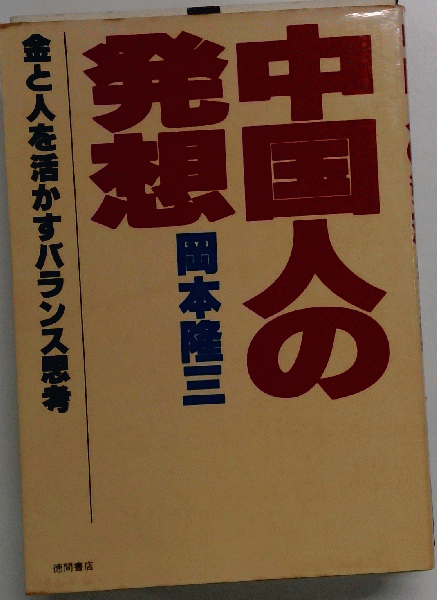 中国人の
発想
岡本隆三
金と人を活かすバランス思考
徳間書店